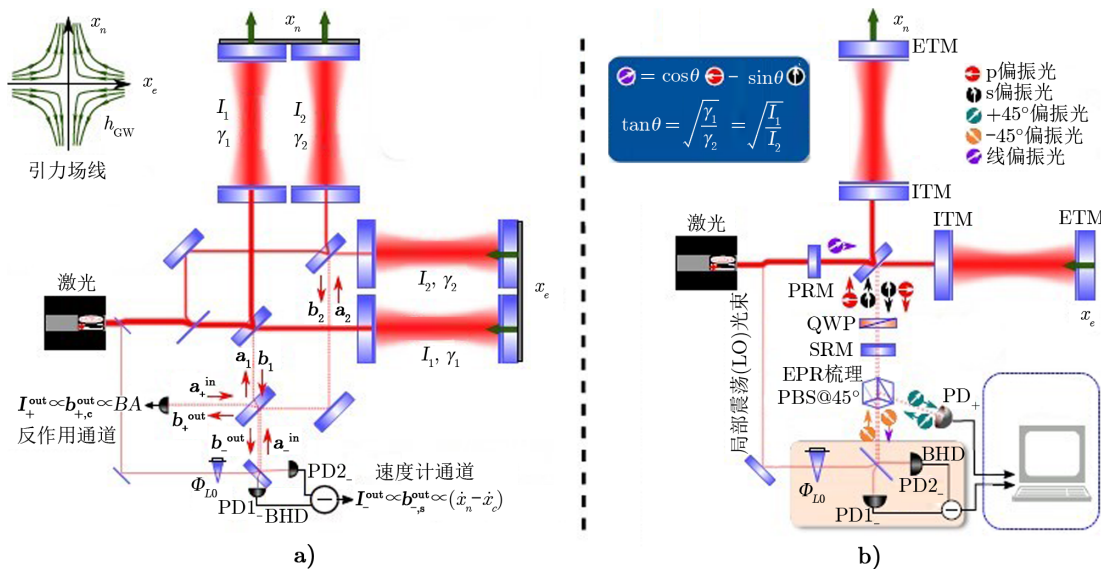 x_n
x_e
h_GW
引力场线
x_n
I_1
γ_1
I_2
γ_2
I_2, γ_2
x_e
激光
b_2
a_2
I_1, γ_1
a_1
b_1
a_+^in
I_+^out∝b_+,c^out∝BA
反作用通道
b_+^out
b_-^out
a_-^in
PD2_-
速度计通道
Φ_L0
I_-^out∝b_-,s^out∝(ẋ_n−ẋ_c)
PD1_-
BHD
a)
x_n
ETM
= cosθ − sinθ
tanθ = √(γ_1/γ_2) = √(I_1/I_2)
p偏振光
s偏振光
+45°偏振光
−45°偏振光
线偏振光
ITM
激光
ITM
ETM
PRM
x_e
QWP
SRM
局部震荡(LO)光束
EPR梳理
PBS@45°
PD_+
BHD
Φ_L0
PD2_-
PD1_-
b)